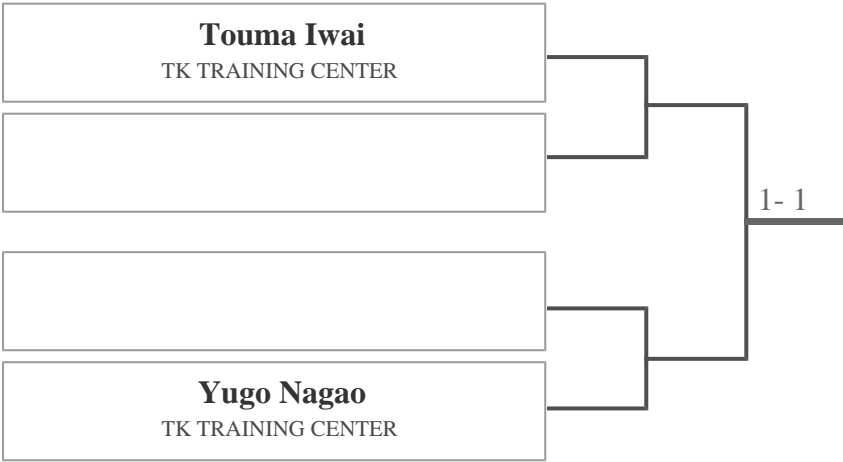 Touma Iwai
TK TRAINING CENTER
1- 1
Yugo Nagao
TK TRAINING CENTER